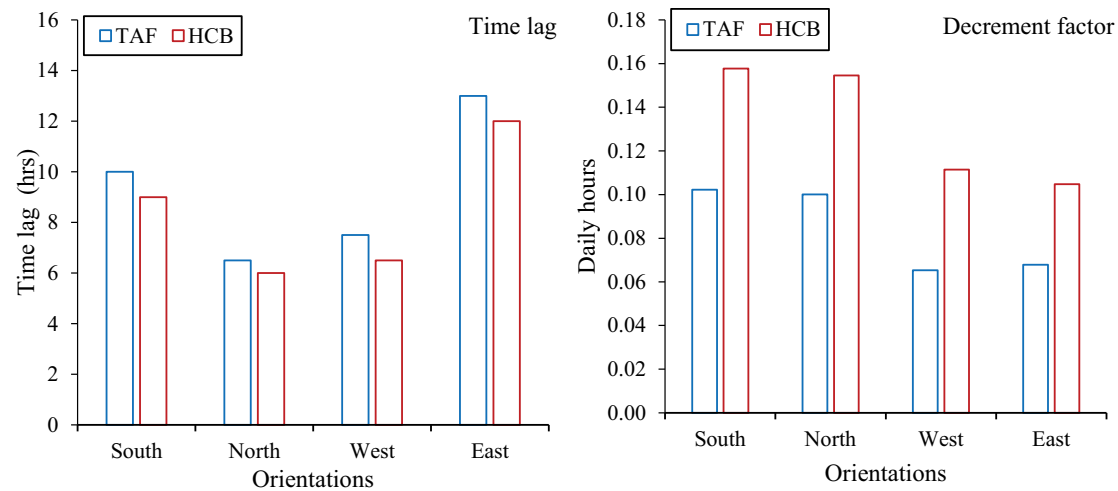 Time lag
TAF HCB
16
14
12
10
8
6
4
2
0
Time lag (hrs)
South North West East
Orientations
Decrement factor
TAF HCB
0.18
0.16
0.14
0.12
0.10
0.08
0.06
0.04
0.02
0.00
Daily hours
South North West East
Orientations